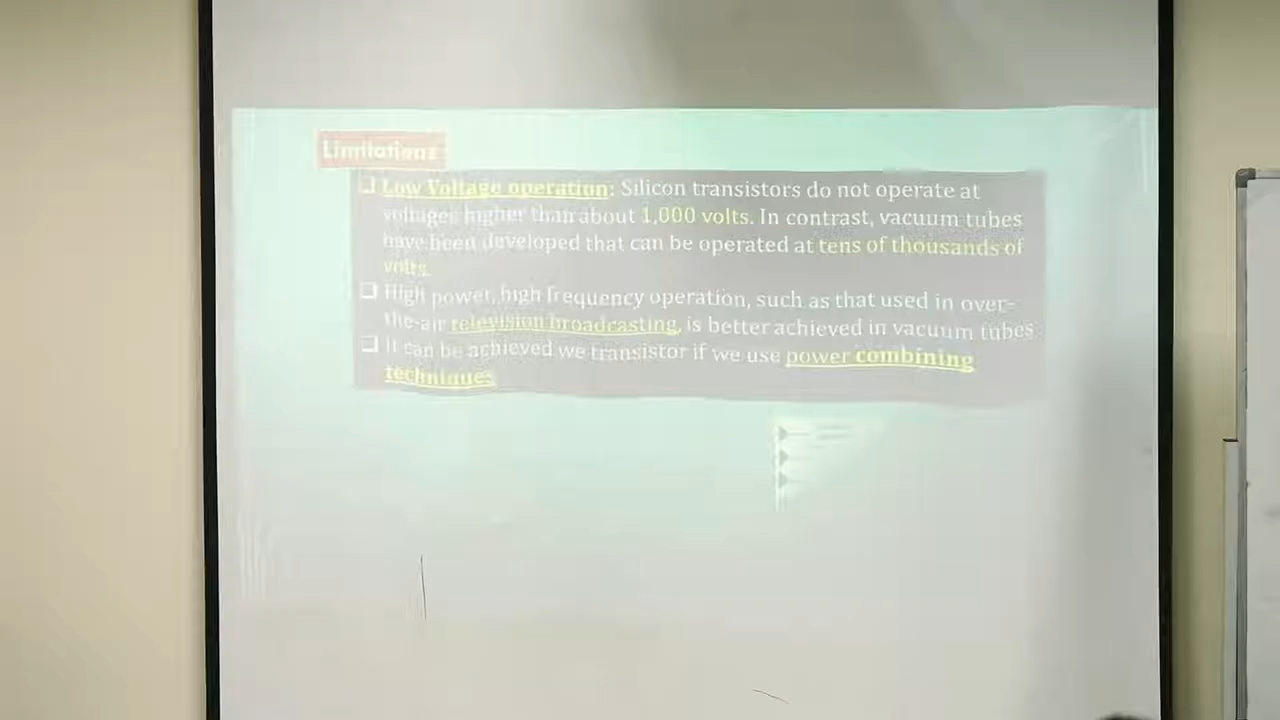 Limitations
❑ Low Voltage operation: Silicon transistors do not operate at
voltages higher than about 1,000 volts. In contrast, vacuum tubes
have been developed that can be operated at tens of thousands of
volts.
❑ High power, high frequency operation, such as that used in over-
the-air television broadcasting, is better achieved in vacuum tubes
❑ It can be achieved we transistor if we use power combining
techniques